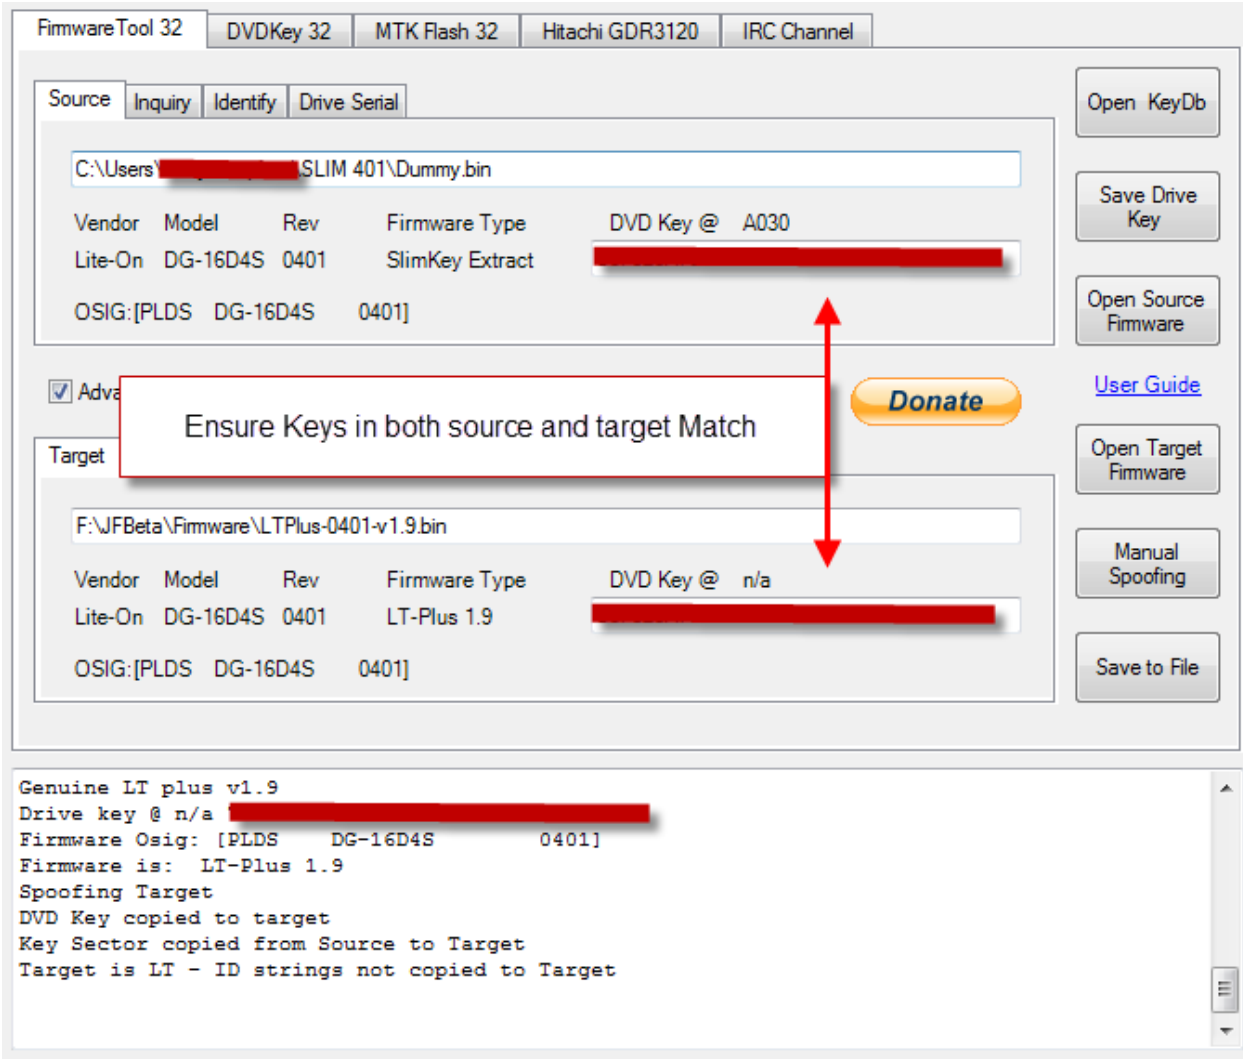 FirmwareTool 32 DVDKey 32 MTK Flash 32 Hitachi GDR3120 IRC Channel
Source Inquiry Identify Drive Serial
C:\Users\ \SLIM 401\Dummy.bin
Vendor Model Rev Firmware Type DVD Key @ A030
Lite-On DG-16D4S 0401 SlimKey Extract
OSIG:[PLDS DG-16D4S 0401]
Open KeyDb
Save Drive
Key
Open Source
Firmware
Adva
Ensure Keys in both source and target Match
Donate
User Guide
Target
F:\JFBeta\Firmware\LTPlus-0401-v1.9.bin
Vendor Model Rev Firmware Type DVD Key @ n/a
Lite-On DG-16D4S 0401 LT-Plus 1.9
OSIG:[PLDS DG-16D4S 0401]
Open Target
Firmware
Manual
Spoofing
Save to File
Genuine LT plus v1.9
Drive key @ n/a
Firmware Osig: [PLDS DG-16D4S 0401]
Firmware is: LT-Plus 1.9
Spoofing Target
DVD Key copied to target
Key Sector copied from Source to Target
Target is LT - ID strings not copied to Target